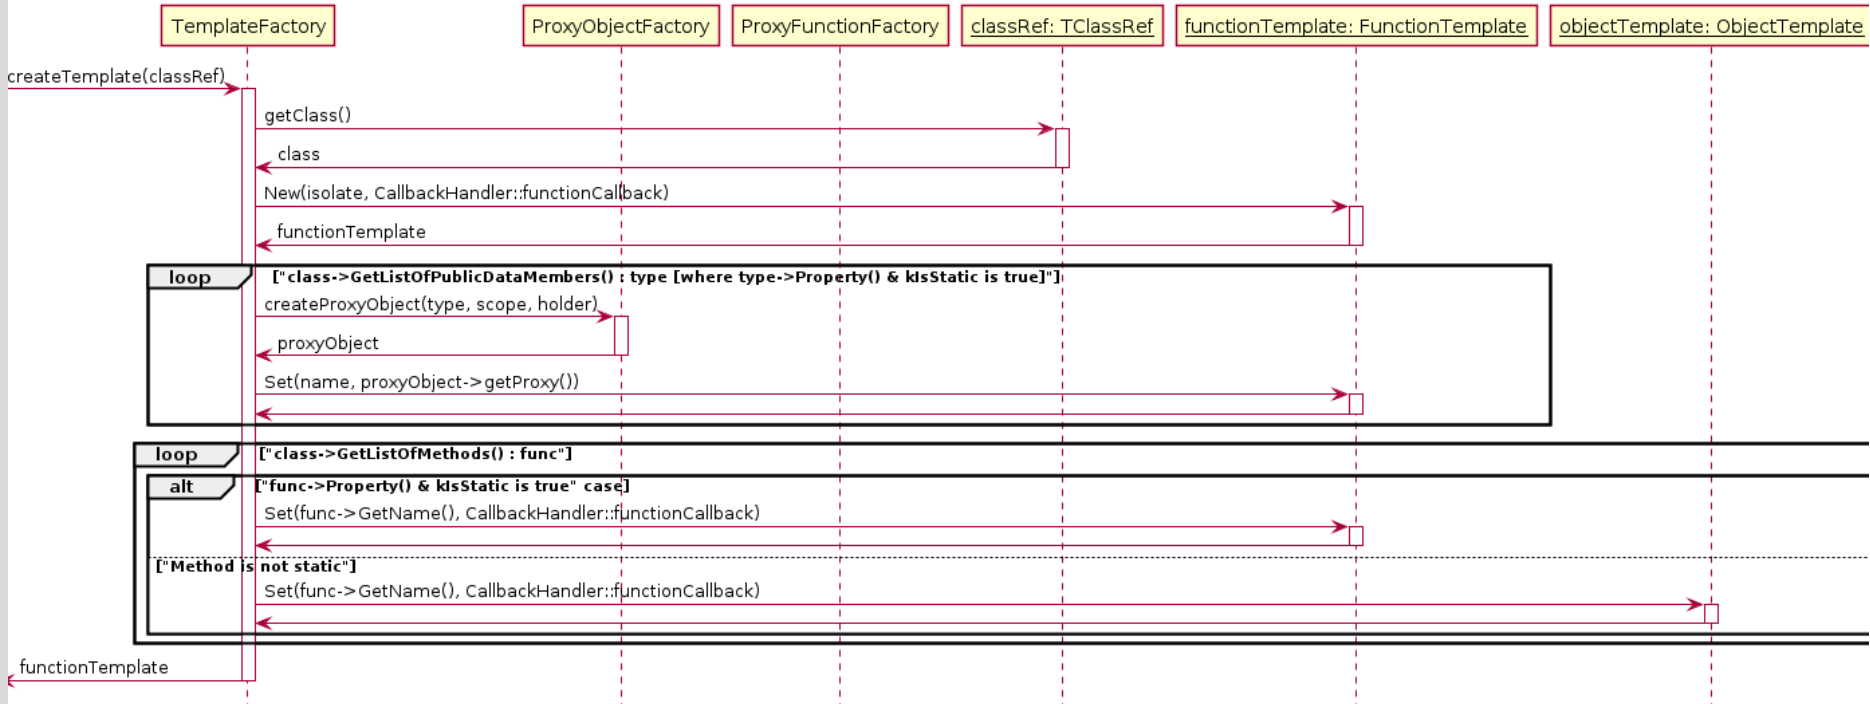 TemplateFactory
ProxyObjectFactory
ProxyFunctionFactory
classRef: TClassRef
functionTemplate: FunctionTemplate
objectTemplate: ObjectTemplate
createTemplate(classRef)
getClass()
class
New(isolate, CallbackHandler::functionCallback)
functionTemplate
loop ["class->GetListOfPublicDataMembers() : type [where type->Property() & kIsStatic is true]"]
createProxyObject(type, scope, holder)
proxyObject
Set(name, proxyObject->getProxy())
loop ["class->GetListOfMethods() : func"]
alt ["func->Property() & kIsStatic is true" case]
Set(func->GetName(), CallbackHandler::functionCallback)
["Method is not static"]
Set(func->GetName(), CallbackHandler::functionCallback)
functionTemplate